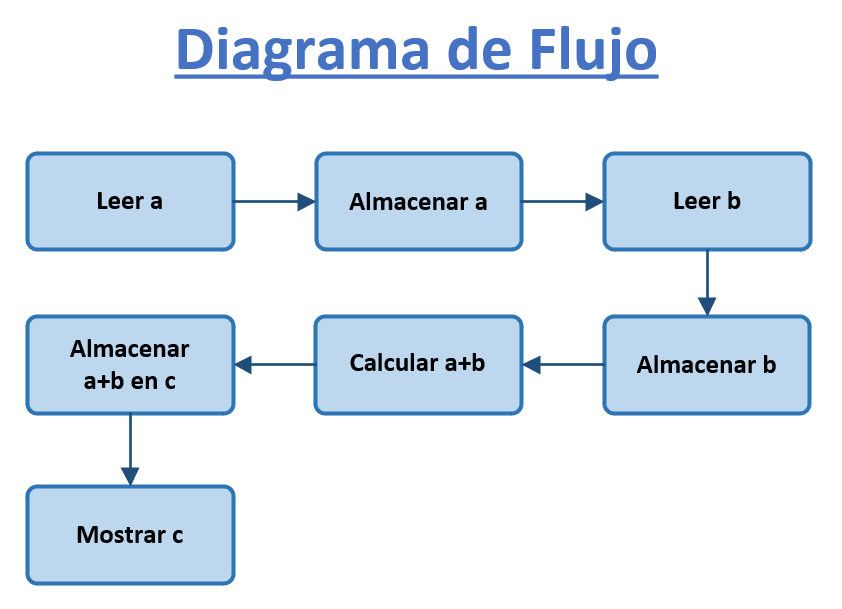 Diagrama de Flujo
Leer a
Almacenar a
Leer b
Almacenar b
Calcular a+b
Almacenar
a+b en c
Mostrar c